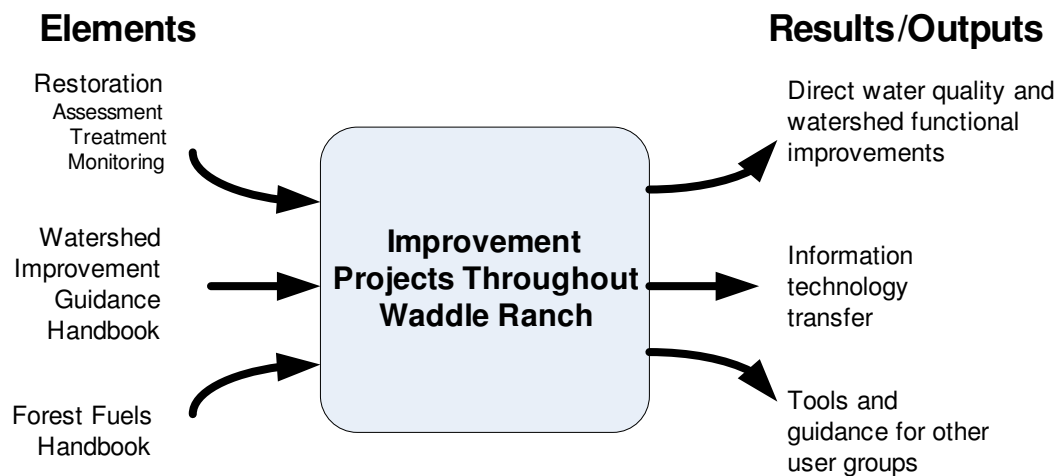 Elements
Restoration
Assessment
Treatment
Monitoring
Watershed
Improvement
Guidance
Handbook
Forest Fuels
Handbook
Improvement
Projects Throughout
Waddle Ranch
Results/Outputs
Direct water quality and
watershed functional
improvements
Information
technology
transfer
Tools and
guidance for other
user groups